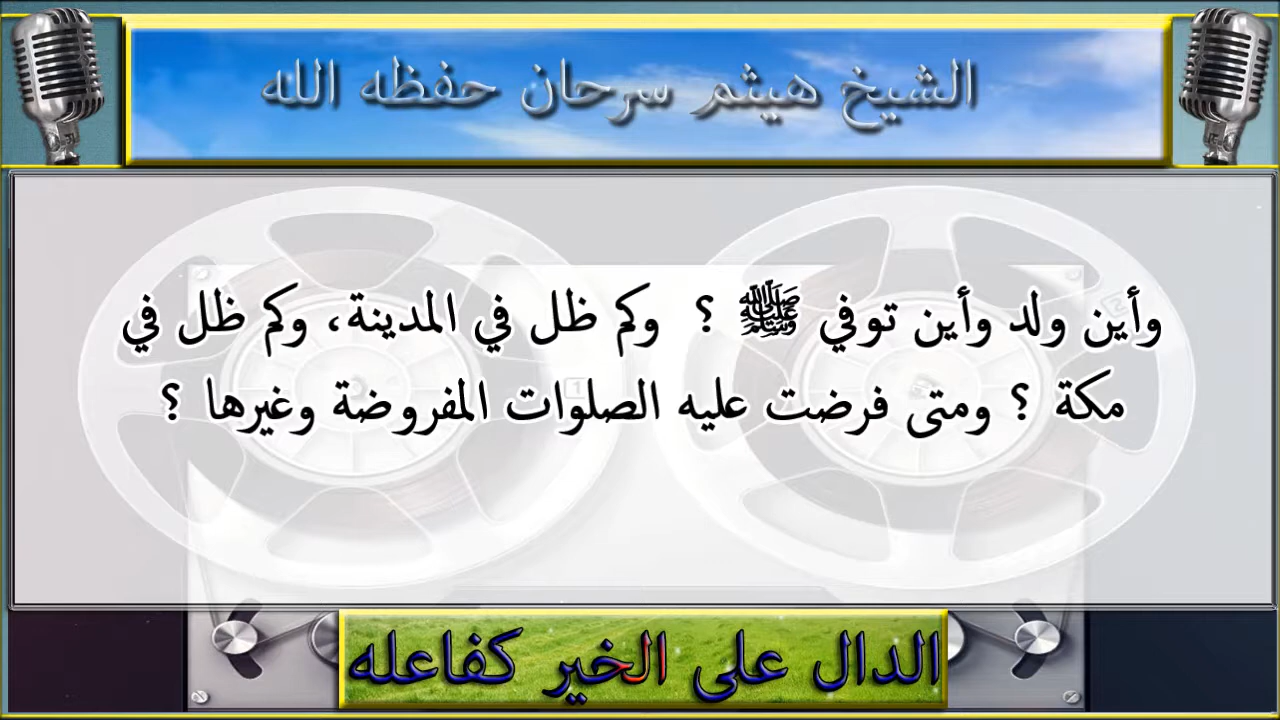 الشيخ هيثم سرحان حفظه الله
وأين ولد وأين توفي ﷺ ؟ وكم ظل في المدينة، وكم ظل في
مكة ؟ ومتى فرضت عليه الصلوات المفروضة وغيرها ؟
الدال على الخير كفاعله